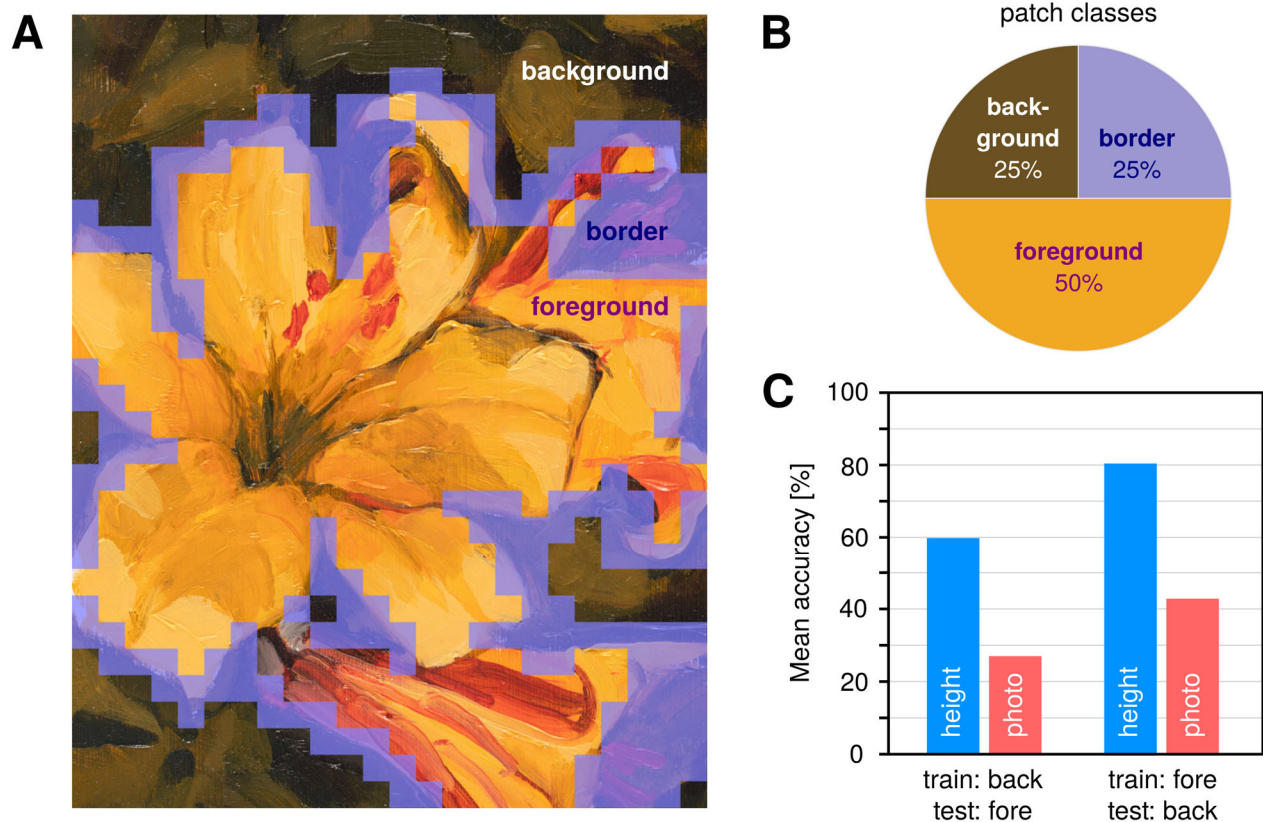 A
background
border
foreground
B
patch classes
back-
ground
25%
border
25%
foreground
50%
C
Mean accuracy [%]
100
80
60
40
20
0
height
photo
height
photo
train: back
test: fore
train: fore
test: back